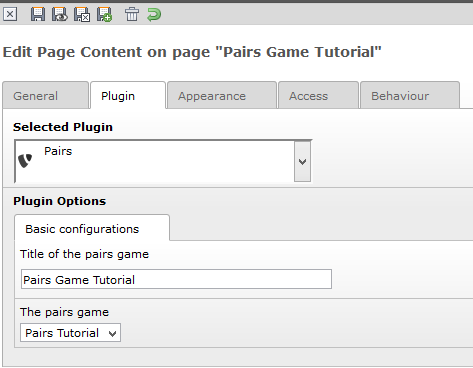 Edit Page Content on page "Pairs Game Tutorial"
General Plugin Appearance Access Behaviour
Selected Plugin
Pairs
Plugin Options
Basic configurations
Title of the pairs game
Pairs Game Tutorial
The pairs game
Pairs Tutorial